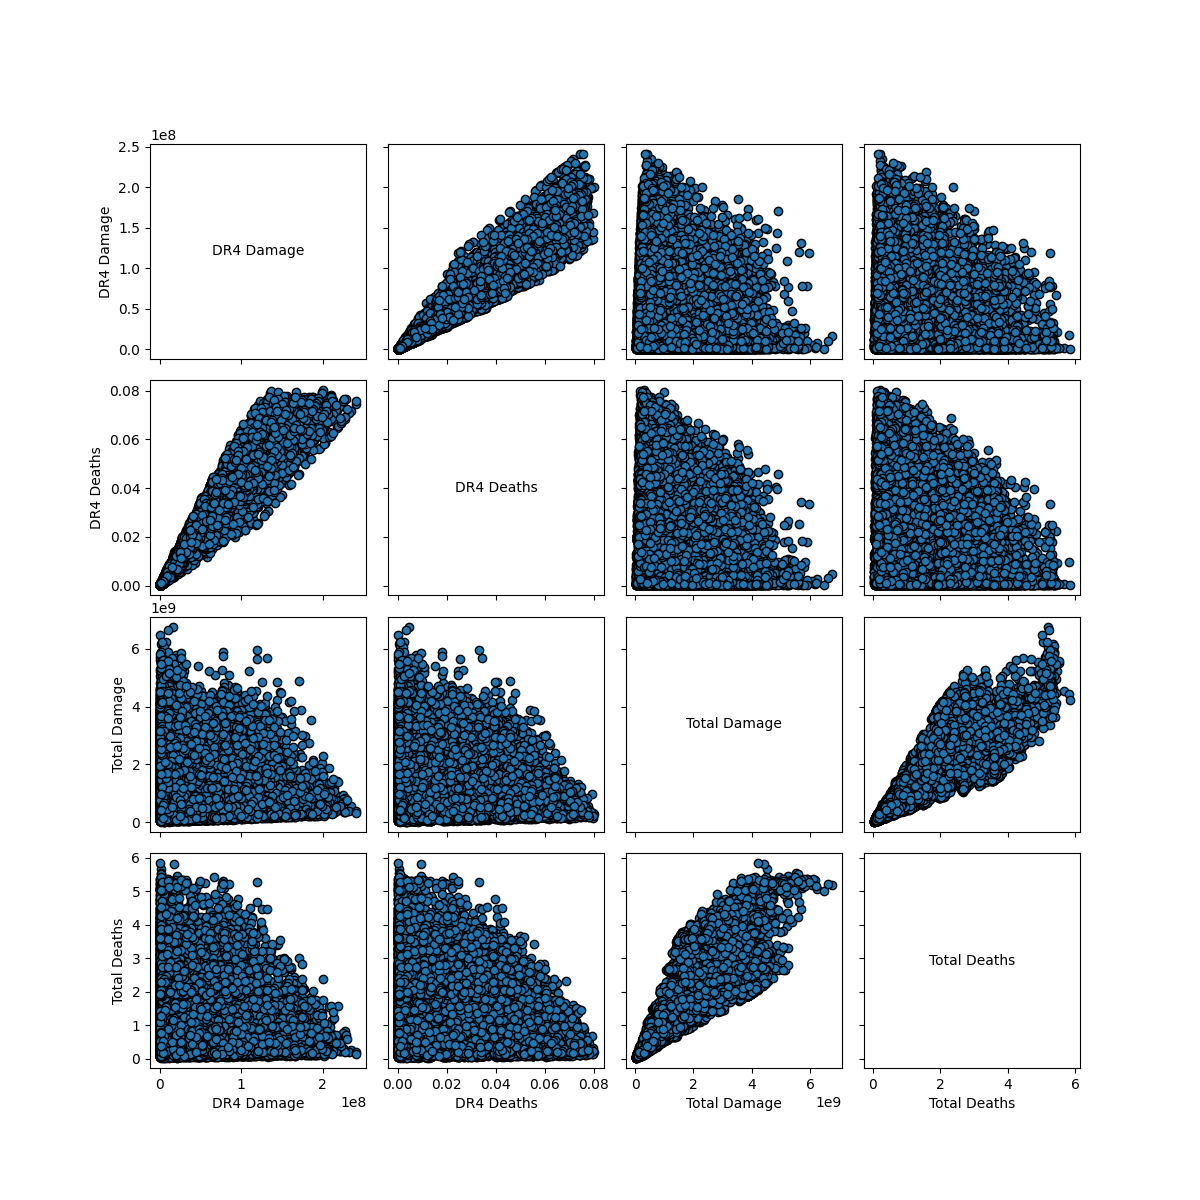 1e8
2.5
2.0
1.5
1.0
0.5
0.0
DR4 Damage
DR4 Damage
0.08
0.06
0.04
0.02
0.00
DR4 Deaths
DR4 Deaths
1e9
6
4
2
0
Total Damage
Total Damage
6
5
4
3
2
1
0
Total Deaths
Total Deaths
0 1 2
0.00 0.02 0.04 0.06 0.08
0 2 4 6
0 2 4 6
DR4 Damage 1e8
DR4 Deaths
Total Damage 1e9
Total Deaths